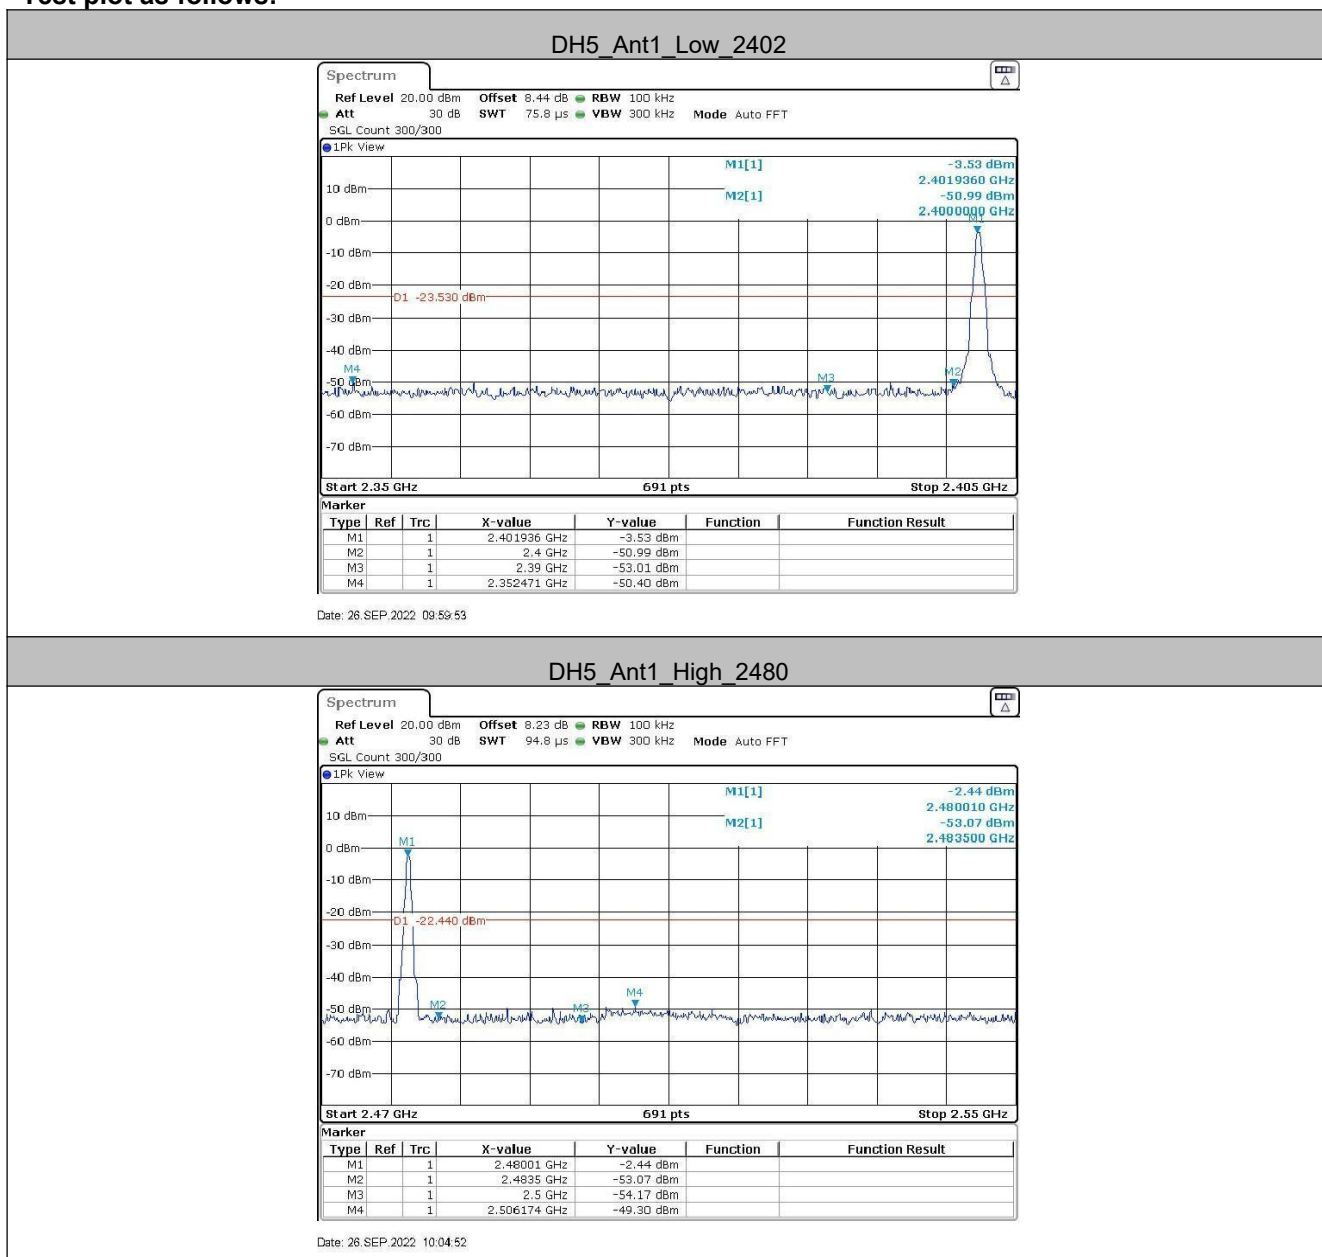 Test plot as follows:
DH5_Ant1_Low_2402
Spectrum
Ref Level 20.00 dBm Offset 8.44 dB RBW 100 kHz
Att 30 dB SWT 75.8 µs VBW 300 kHz Mode Auto FFT
SGL Count 300/300
1Pk View
M1[1] -3.53 dBm
2.4019360 GHz
M2[1] -50.99 dBm
2.4000000 GHz
10 dBm
M1
0 dBm
-10 dBm
-20 dBm
D1 -23.530 dBm
-30 dBm
-40 dBm
M4 M3 M2
-50 dBm
-60 dBm
-70 dBm
Start 2.35 GHz 691 pts Stop 2.405 GHz
Marker
Type Ref Trc X-value Y-value Function Function Result
M1 1 2.401936 GHz -3.53 dBm
M2 1 2.4 GHz -50.99 dBm
M3 1 2.39 GHz -53.01 dBm
M4 1 2.352471 GHz -50.40 dBm
Date: 26.SEP.2022 09:59:53
DH5_Ant1_High_2480
Spectrum
Ref Level 20.00 dBm Offset 8.23 dB RBW 100 kHz
Att 30 dB SWT 94.8 µs VBW 300 kHz Mode Auto FFT
SGL Count 300/300
1Pk View
M1[1] -2.44 dBm
2.480010 GHz
M2[1] -53.07 dBm
2.483500 GHz
10 dBm
M1
0 dBm
-10 dBm
-20 dBm
D1 -22.440 dBm
-30 dBm
-40 dBm
M4
M2 M3
-50 dBm
-60 dBm
-70 dBm
Start 2.47 GHz 691 pts Stop 2.55 GHz
Marker
Type Ref Trc X-value Y-value Function Function Result
M1 1 2.48001 GHz -2.44 dBm
M2 1 2.4835 GHz -53.07 dBm
M3 1 2.5 GHz -54.17 dBm
M4 1 2.506174 GHz -49.30 dBm
Date: 26.SEP.2022 10:04:52